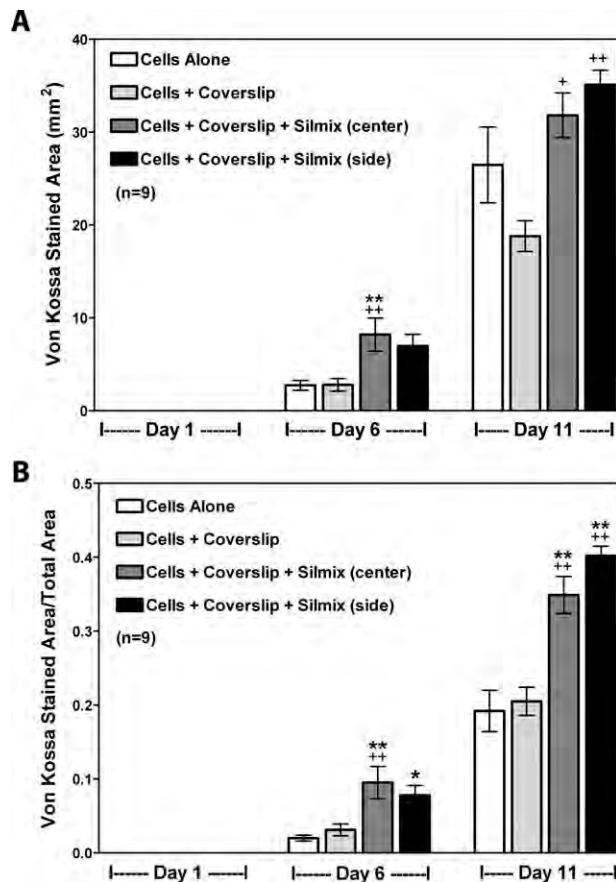 A
Von Kossa Stained Area (mm²)
40
30
20
10
0
Cells Alone
Cells + Coverslip
Cells + Coverslip + Silmix (center)
Cells + Coverslip + Silmix (side)
(n=9)
**
++
+
++
I------ Day 1 ------I
I------ Day 6 ------I
I----- Day 11 -----I
B
Von Kossa Stained Area/Total Area
0.5
0.4
0.3
0.2
0.1
0.0
Cells Alone
Cells + Coverslip
Cells + Coverslip + Silmix (center)
Cells + Coverslip + Silmix (side)
(n=9)
**
++
*
**
++
**
++
I------ Day 1 ------I
I------ Day 6 ------I
I----- Day 11 -----I